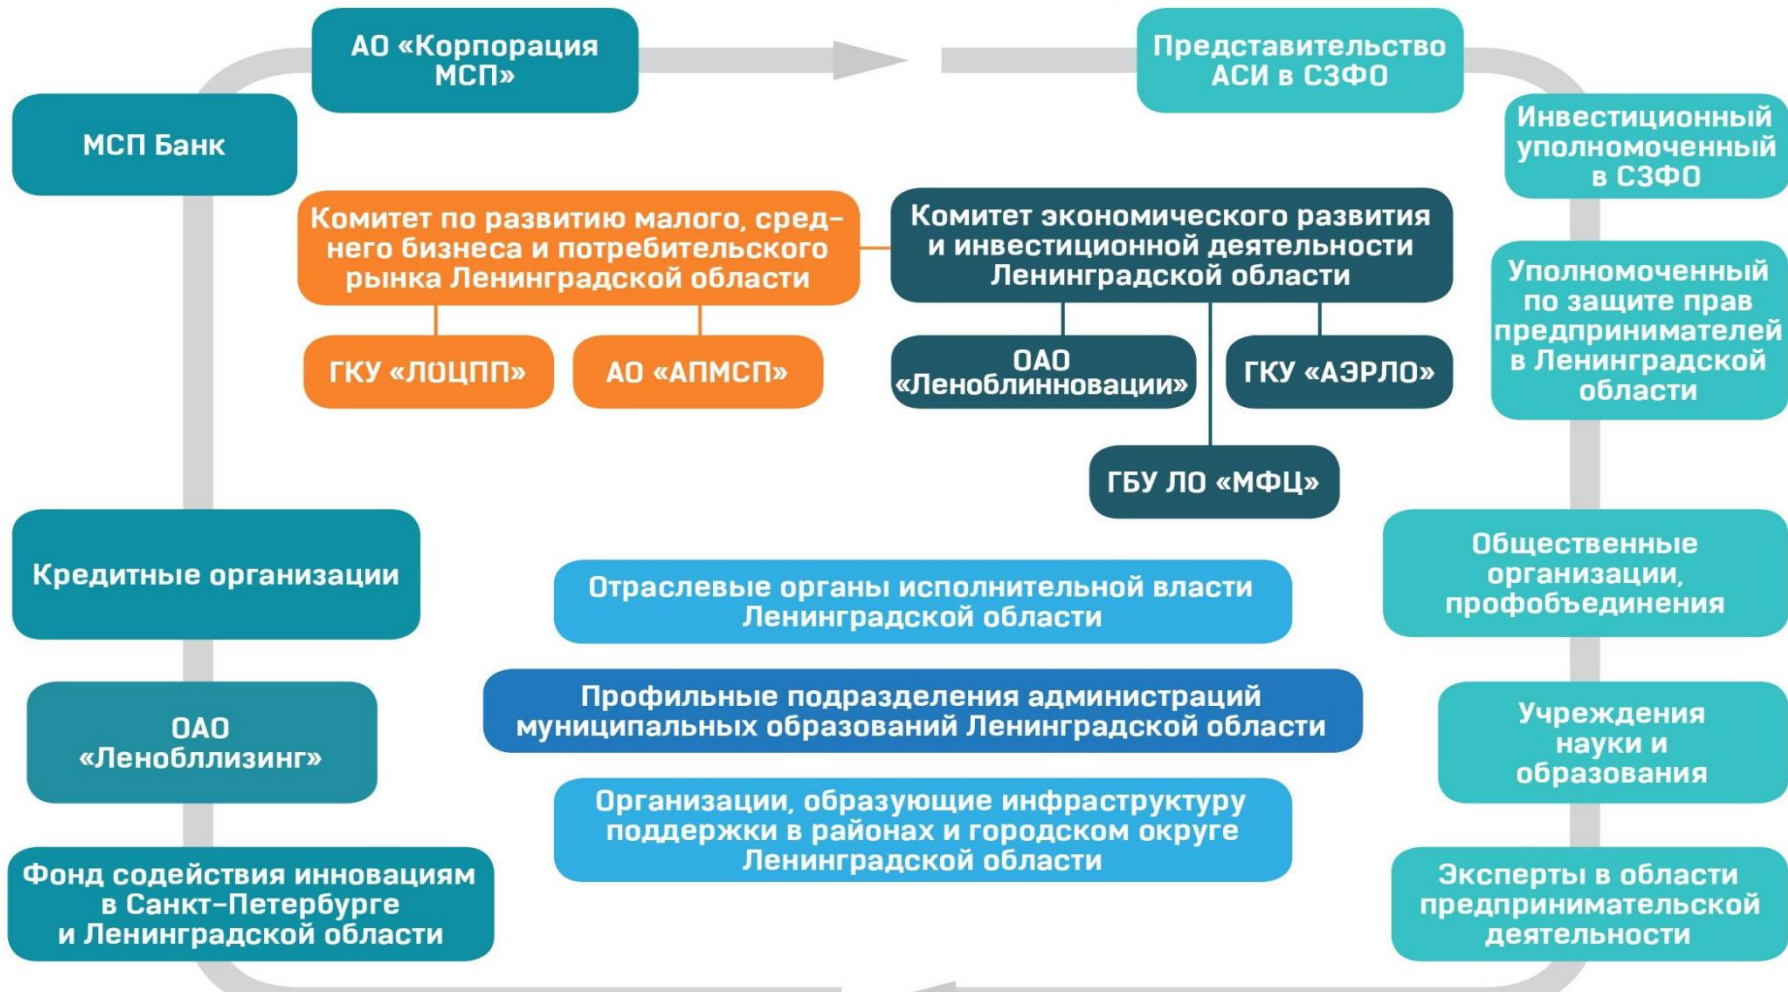 АО «Корпорация
МСП»
Представительство
АСИ в СЗФО
МСП Банк
Инвестиционный
уполномоченный
в СЗФО
Комитет по развитию малого, сред-
него бизнеса и потребительского
рынка Ленинградской области
Комитет экономического развития
и инвестиционной деятельности
Ленинградской области
Уполномоченный
по защите прав
предпринимателей
в Ленинградской
области
ГКУ «ЛОЦПП»
АО «АПМСП»
ОАО
«Леноблинновации»
ГКУ «АЭРЛО»
ГБУ ЛО «МФЦ»
Кредитные организации
Отраслевые органы исполнительной власти
Ленинградской области
Общественные
организации,
профобъединения
ОАО
«Ленобллизинг»
Профильные подразделения администраций
муниципальных образований Ленинградской области
Учреждения
науки и
образования
Фонд содействия инновациям
в Санкт-Петербурге
и Ленинградской области
Организации, образующие инфраструктуру
поддержки в районах и городском округе
Ленинградской области
Эксперты в области
предпринимательской
деятельности